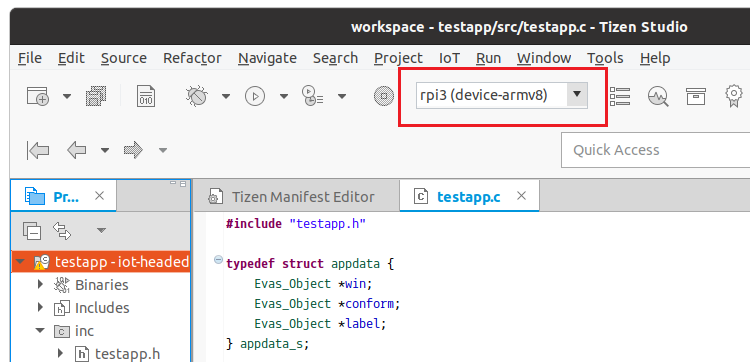 workspace - testapp/src/testapp.c - Tizen Studio
File Edit Source Refactor Navigate Search Project IoT Run Window Tools Help
010 rpi3 (device-armv8)
Quick Access
Pr... Tizen Manifest Editor testapp.c
#include "testapp.h"
testapp - iot-headed
typedef struct appdata {
Binaries
Evas_Object *win;
Includes
Evas_Object *conform;
inc
Evas_Object *label;
testapp.h
} appdata_s;